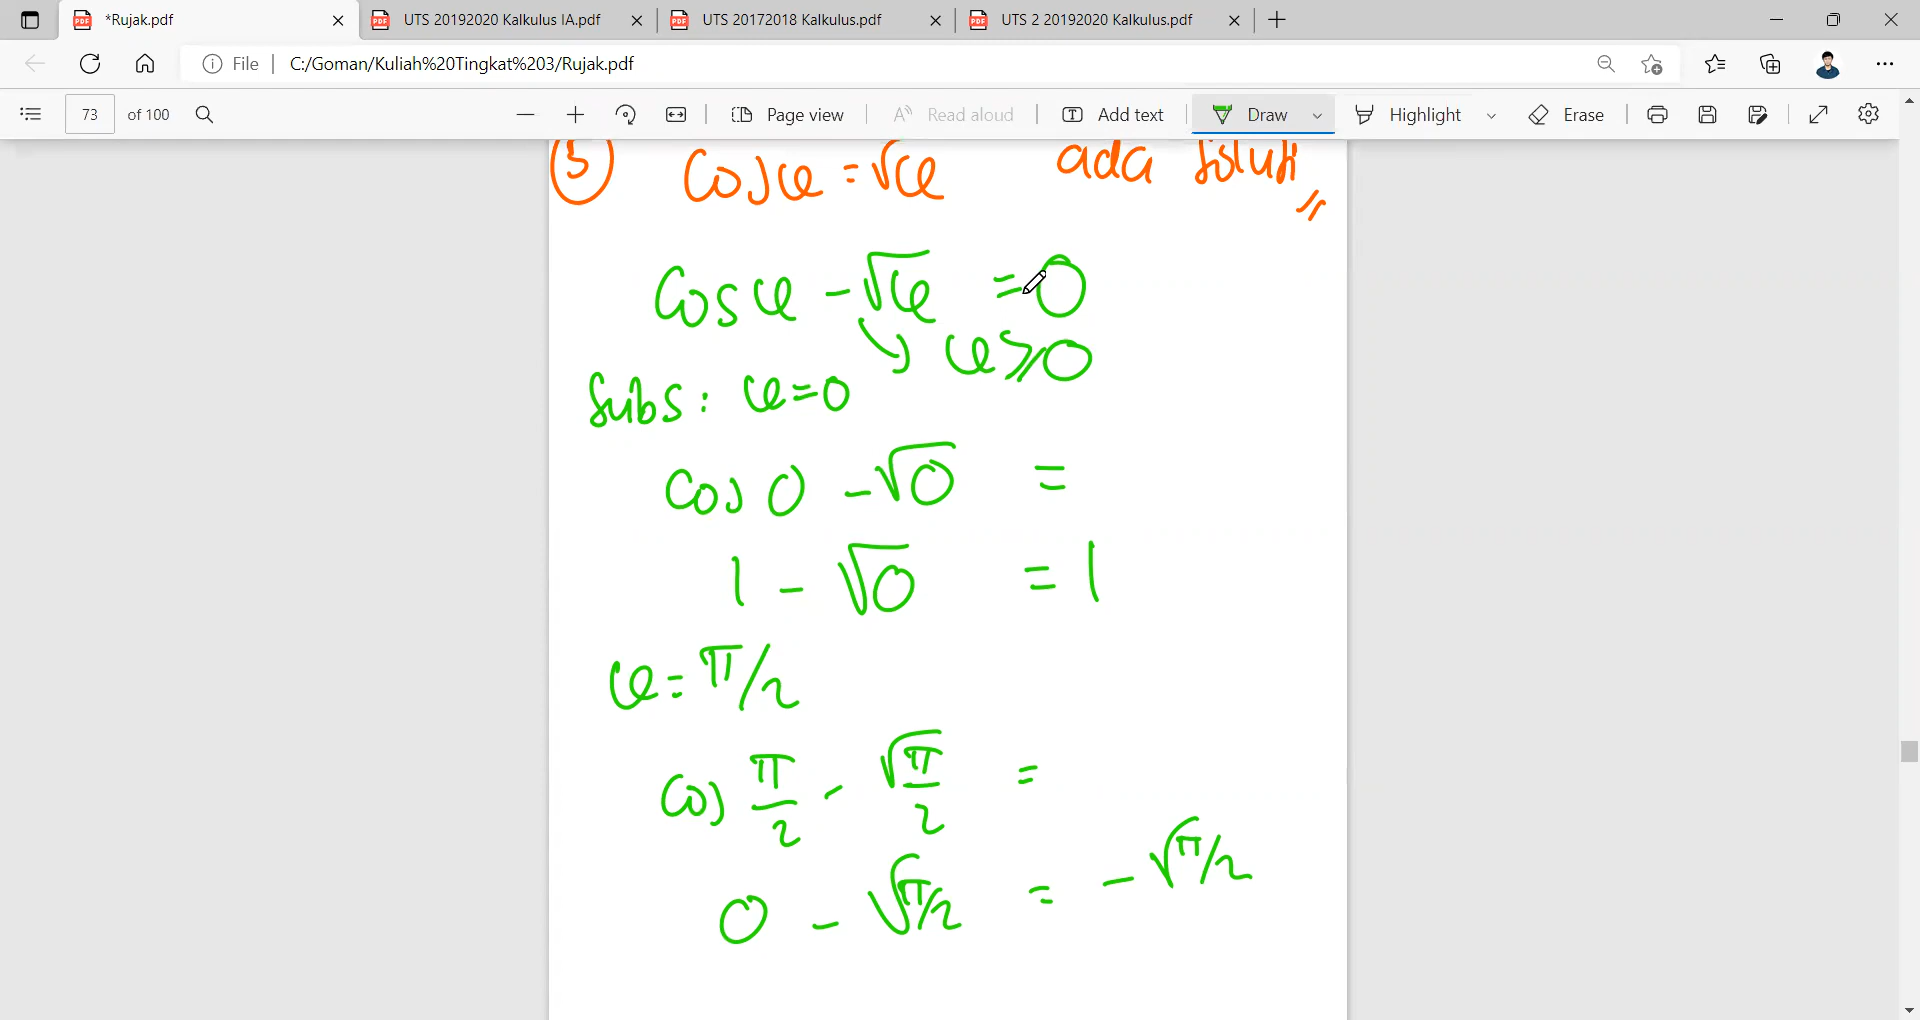 *Rujak.pdf
UTS 20192020 Kalkulus IA.pdf
UTS 20172018 Kalkulus.pdf
UTS 2 20192020 Kalkulus.pdf
File | C:/Goman/Kuliah%20Tingkat%203/Rujak.pdf
73 of 100
Page view
Read aloud
Add text
Draw
Highlight
Erase
5 cos x = √x ada solusi
cos x - √x = 0
x ≥ 0
Subs: x = 0
cos 0 - √0 =
1 - √0 = 1
x = π/2
cos π/2 - √π/2 =
0 - √π/2 = - √π/2